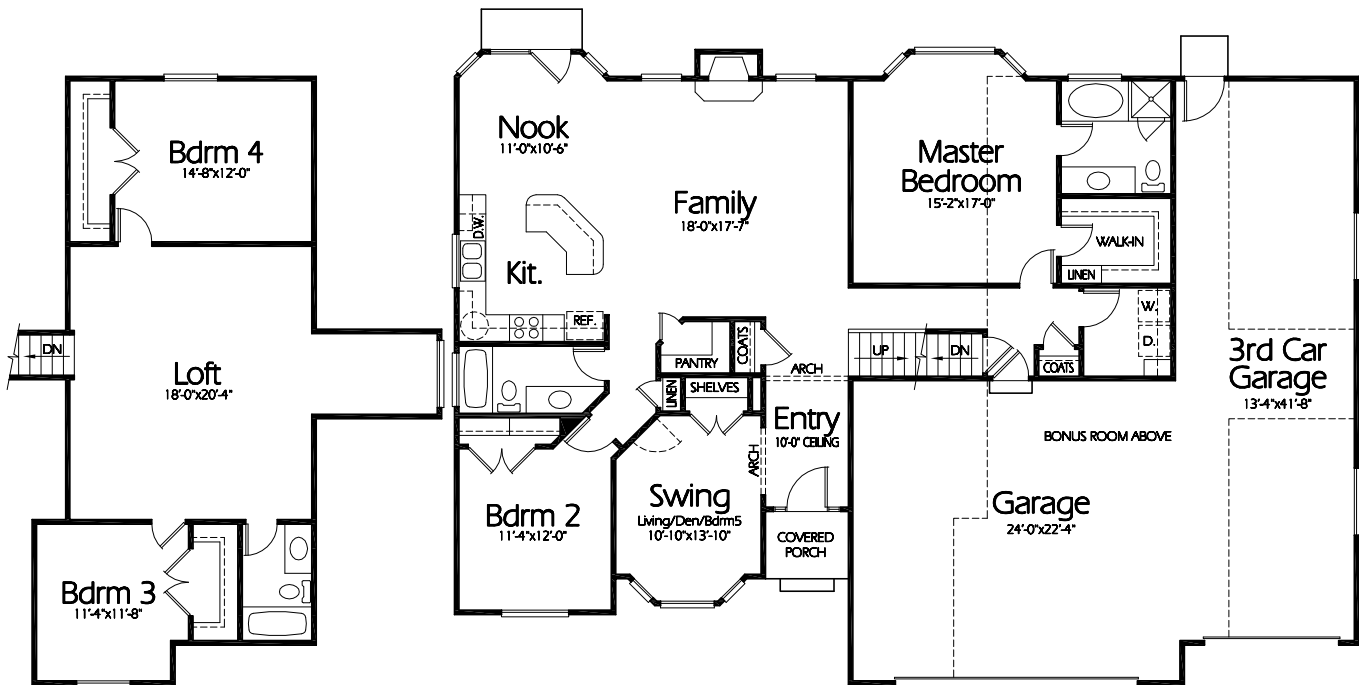 Bdrm 4
14'-8"x12'-0"
DN
Loft
18'-0"x20'-4"
Bdrm 3
11'-4"x11'-8"
Nook
11'-0"x10'-6"
D.W.
Kit.
REF.
Family
18'-0"x17'-7"
PANTRY
COATS
LINEN
SHELVES
ARCH
Entry
10'-0" CEILING
ARCH
Bdrm 2
11'-4"x12'-0"
Swing
Living/Den/Bdrm5
10'-10"x13'-10"
COVERED
PORCH
Master
Bedroom
15'-2"x17'-0"
WALK-IN
LINEN
W.
D.
COATS
UP
DN
3rd Car
Garage
13'-4"x41'-8"
BONUS ROOM ABOVE
Garage
24'-0"x22'-4"